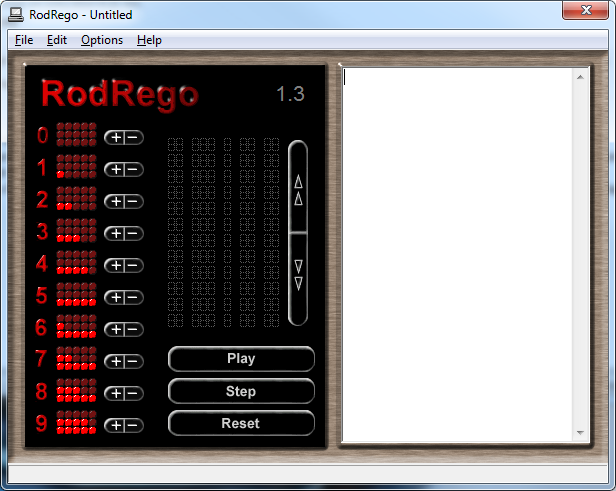 RodRego - Untitled
File Edit Options Help
RodRego 1.3
0 + −
1 + −
2 + −
3 + −
4 + −
5 + −
6 + −
7 + −
8 + −
9 + −
Play
Step
Reset